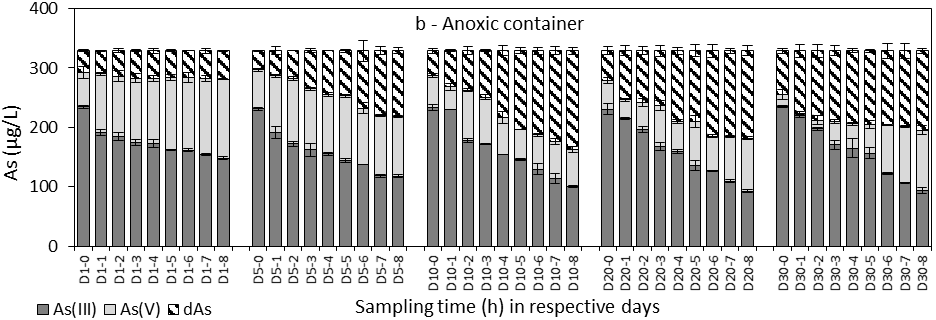 b - Anoxic container
As (µg/L)
400
300
200
100
0
D1-0 D1-1 D1-2 D1-3 D1-4 D1-5 D1-6 D1-7 D1-8 D5-0 D5-1 D5-2 D5-3 D5-4 D5-5 D5-6 D5-7 D5-8 D10-0 D10-1 D10-2 D10-3 D10-4 D10-5 D10-6 D10-7 D10-8 D20-0 D20-1 D20-2 D20-3 D20-4 D20-5 D20-6 D20-7 D20-8 D30-0 D30-1 D30-2 D30-3 D30-4 D30-5 D30-6 D30-7 D30-8
As(III) As(V) dAs Sampling time (h) in respective days